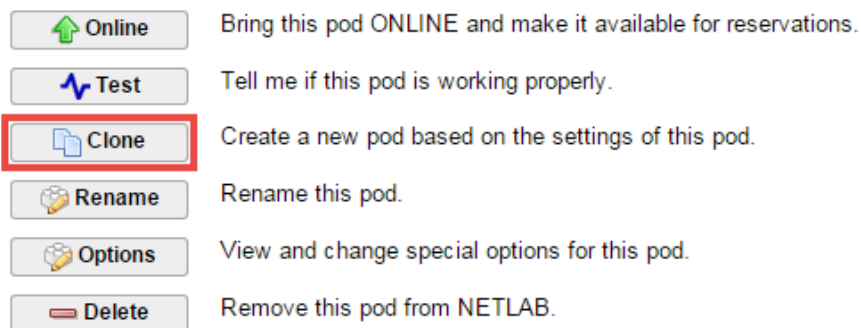 Online Bring this pod ONLINE and make it available for reservations.
Test Tell me if this pod is working properly.
Clone Create a new pod based on the settings of this pod.
Rename Rename this pod.
Options View and change special options for this pod.
Delete Remove this pod from NETLAB.